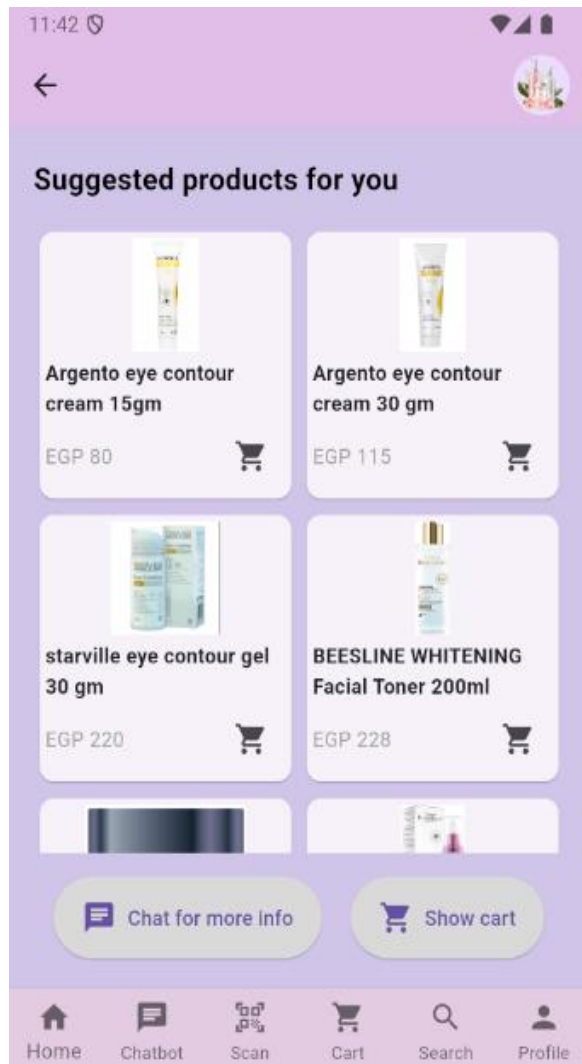 11:42
Suggested products for you
Argento eye contour
cream 15gm
EGP 80
Argento eye contour
cream 30 gm
EGP 115
starville eye contour gel
30 gm
EGP 220
BEESLINE WHITENING
Facial Toner 200ml
EGP 228
Chat for more info
Show cart
Home
Chatbot
Scan
Cart
Search
Profile